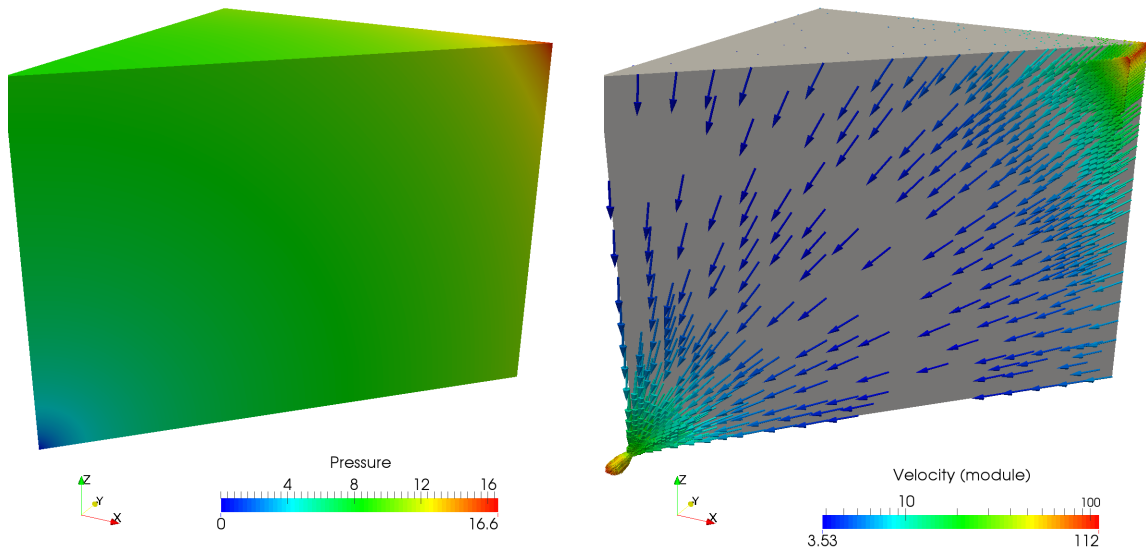 Pressure
4 8 12 16
0 16.6
Z
Y
X
Velocity (module)
10 100
3.53 112
Z
Y
X